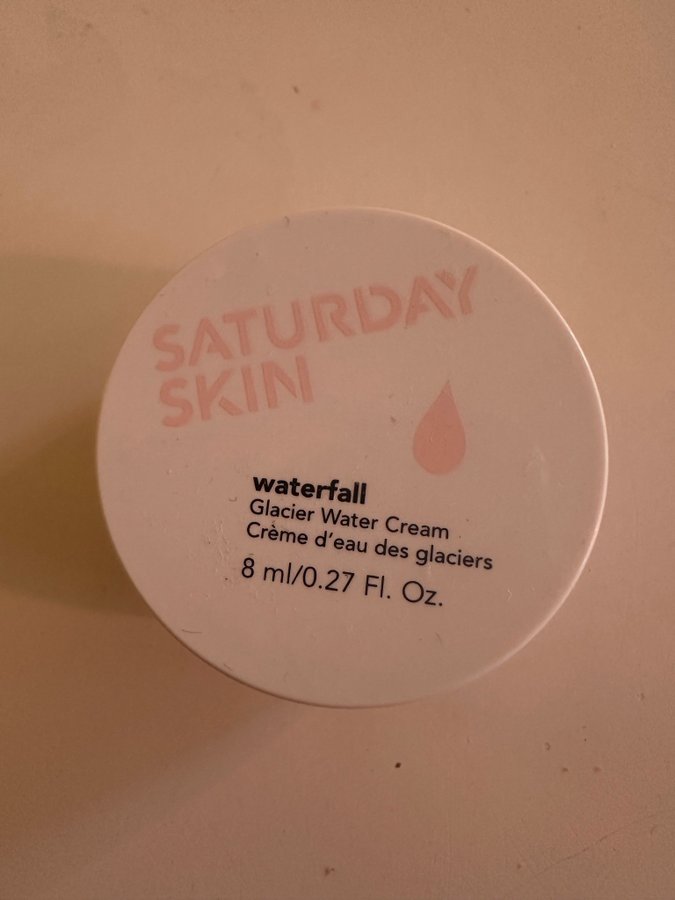 SATURDAY
SKIN
waterfall
Glacier Water Cream
Crème d'eau des glaciers
8 ml/0.27 Fl. Oz.